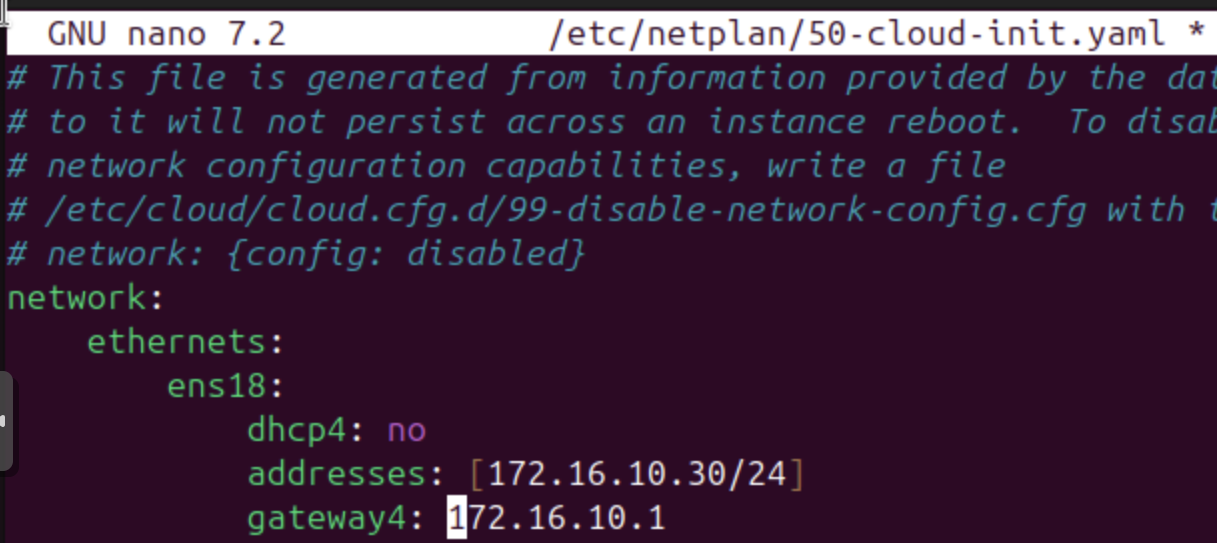 GNU nano 7.2 /etc/netplan/50-cloud-init.yaml *
# This file is generated from information provided by the
# to it will not persist across an instance reboot.  To
# network configuration capabilities, write a file
# /etc/cloud/cloud.cfg.d/99-disable-network-config.cfg with
# network: {config: disabled}
network:
    ethernets:
        ens18:
            dhcp4: no
            addresses: [172.16.10.30/24]
            gateway4: 172.16.10.1